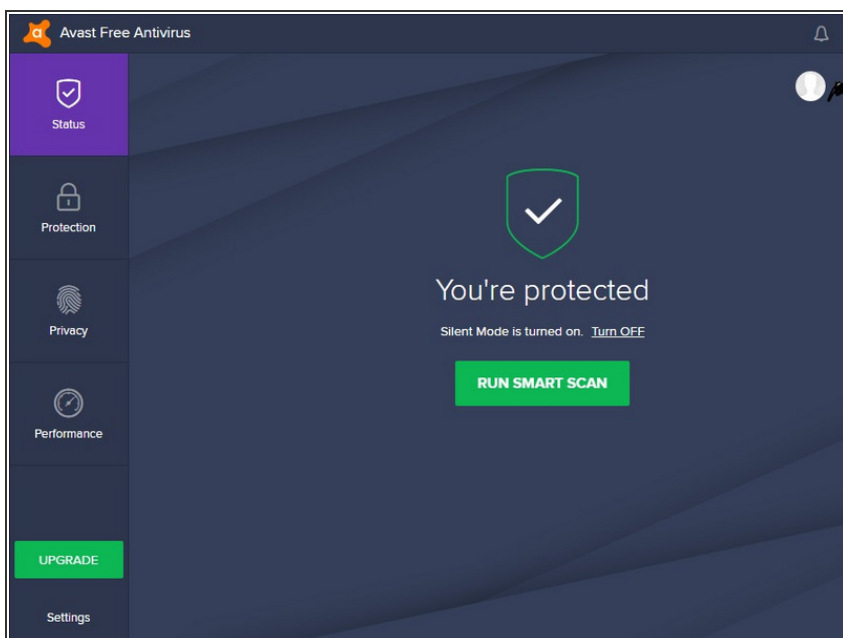 Avast Free Antivirus
Status
Protection
Privacy
Performance
UPGRADE
Settings
You're protected
Silent Mode is turned on. Turn OFF
RUN SMART SCAN